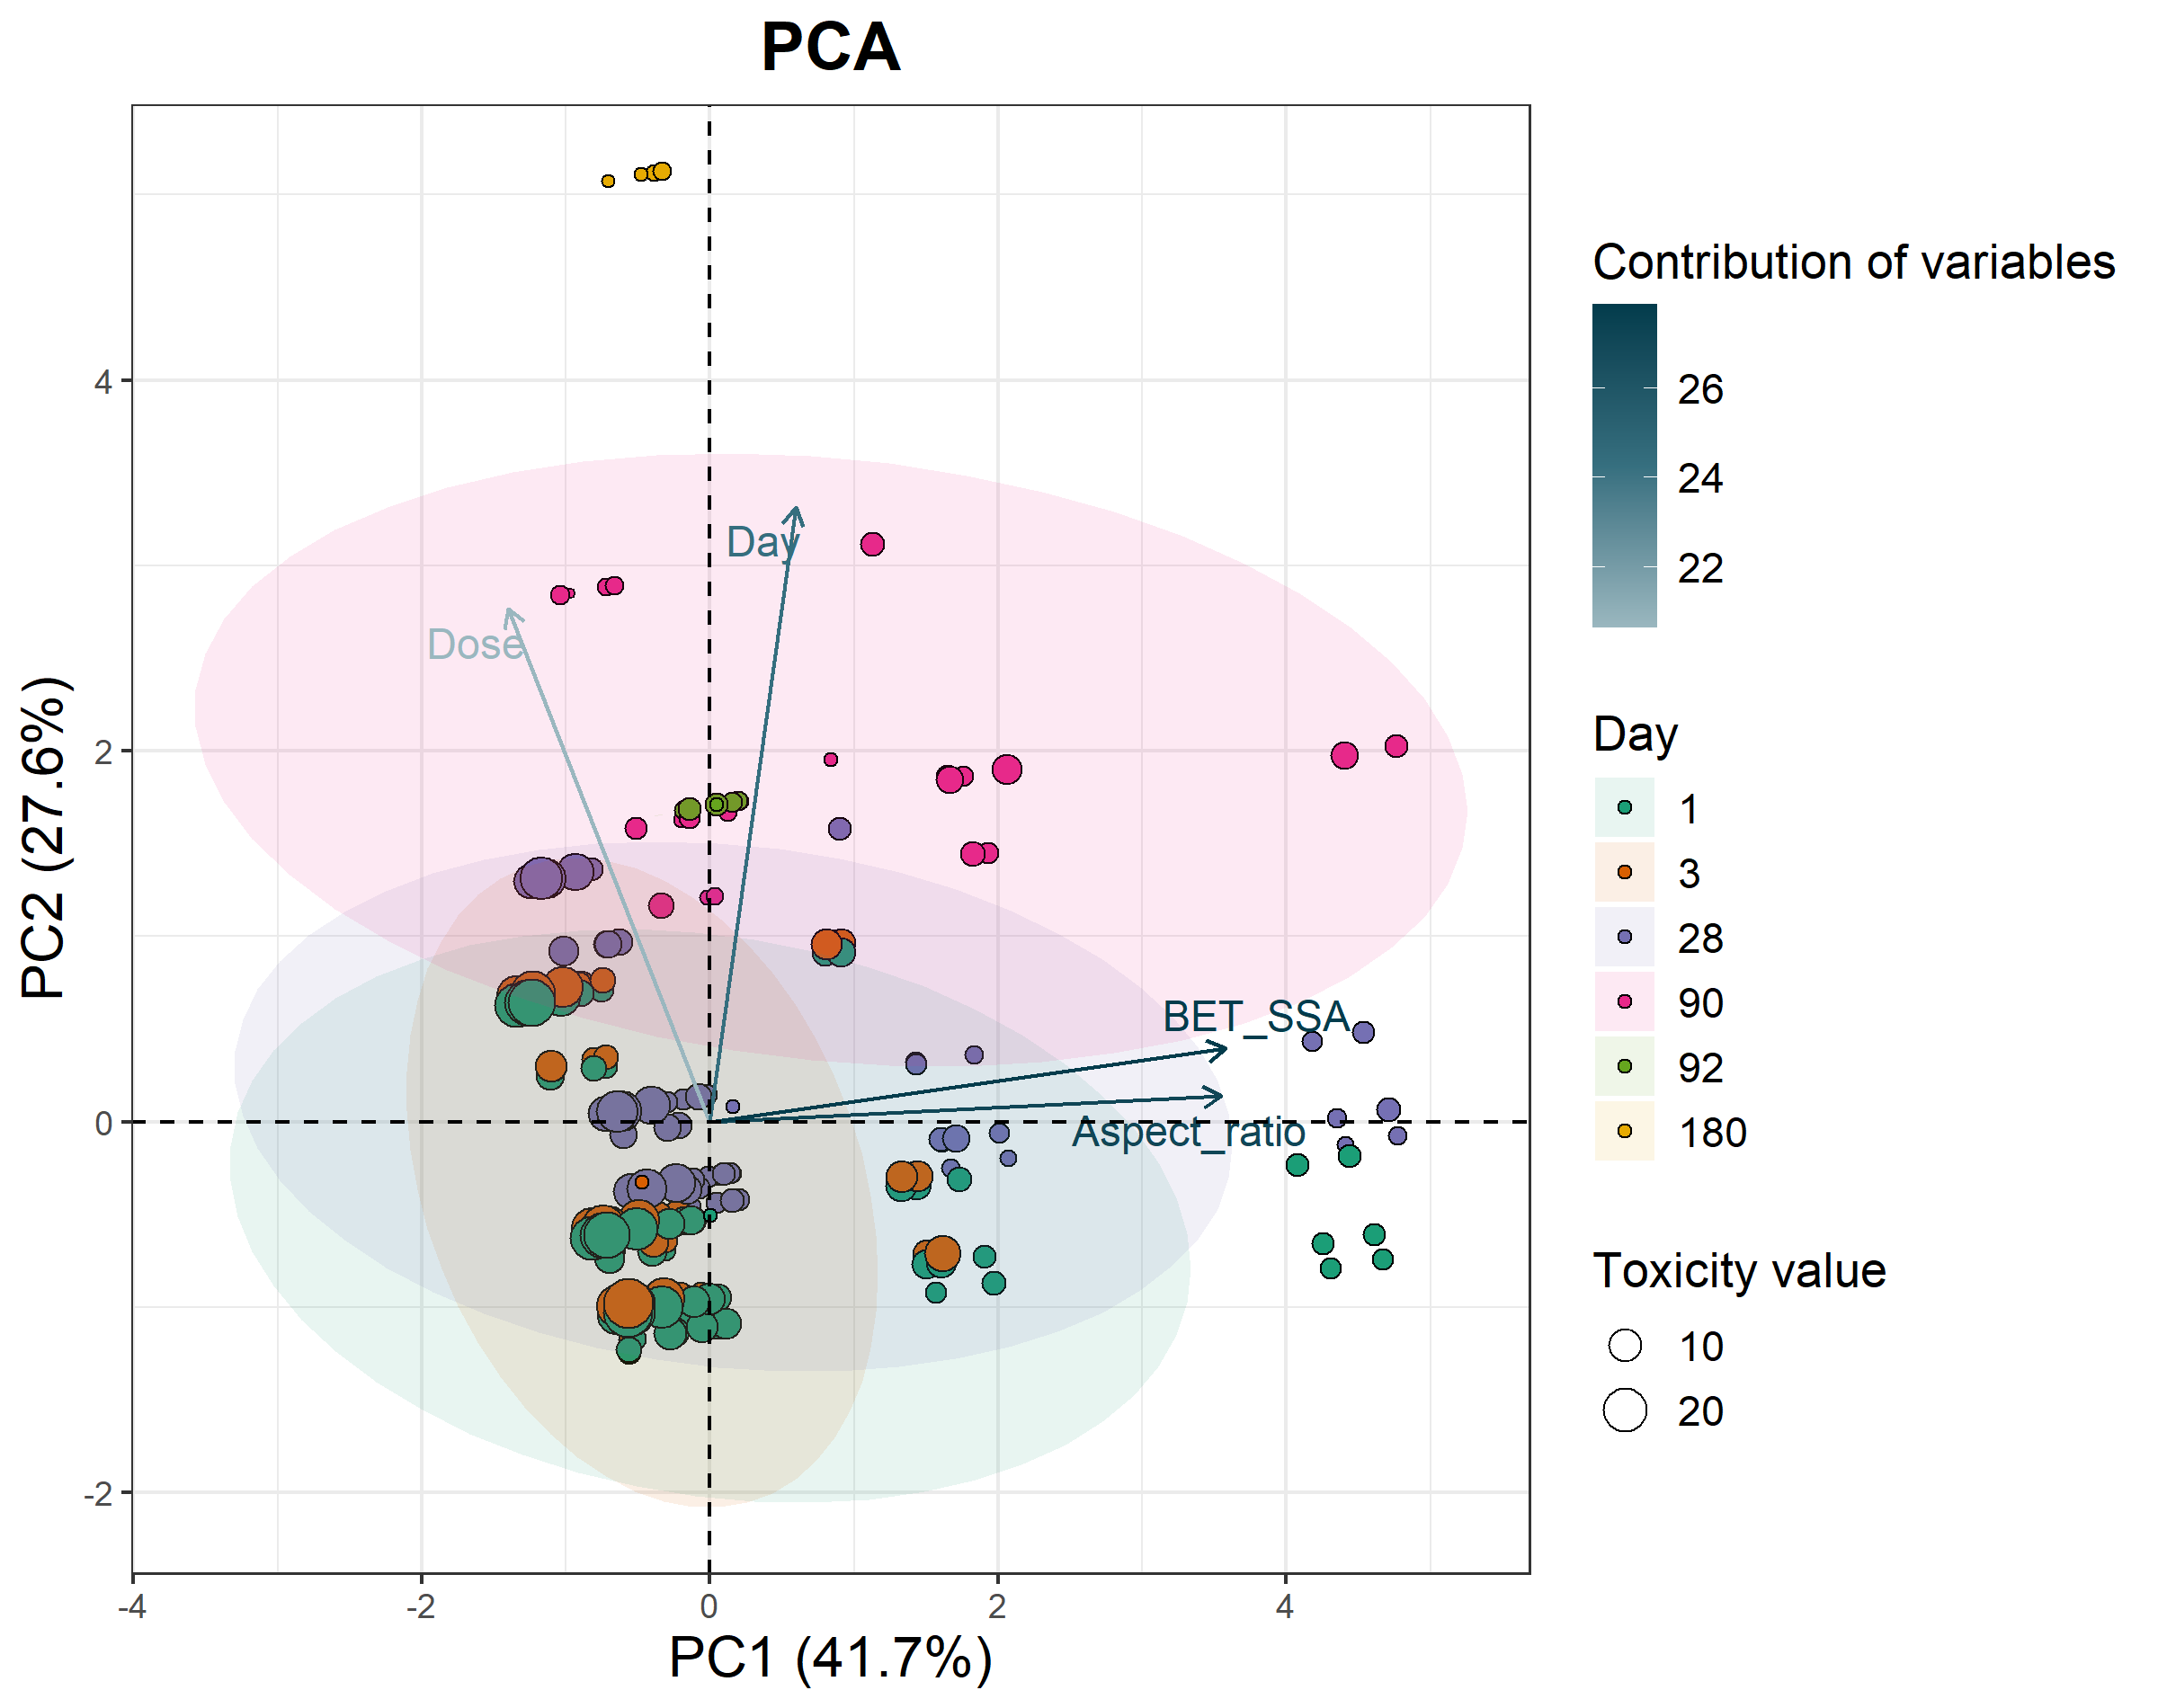 PCA
PC2 (27.6%)
4
2
0
-2
-4
-2
0
2
4
PC1 (41.7%)
Day
Dose
BET_SSA
Aspect_ratio
Contribution of variables
26
24
22
Day
1
3
28
90
92
180
Toxicity value
10
20